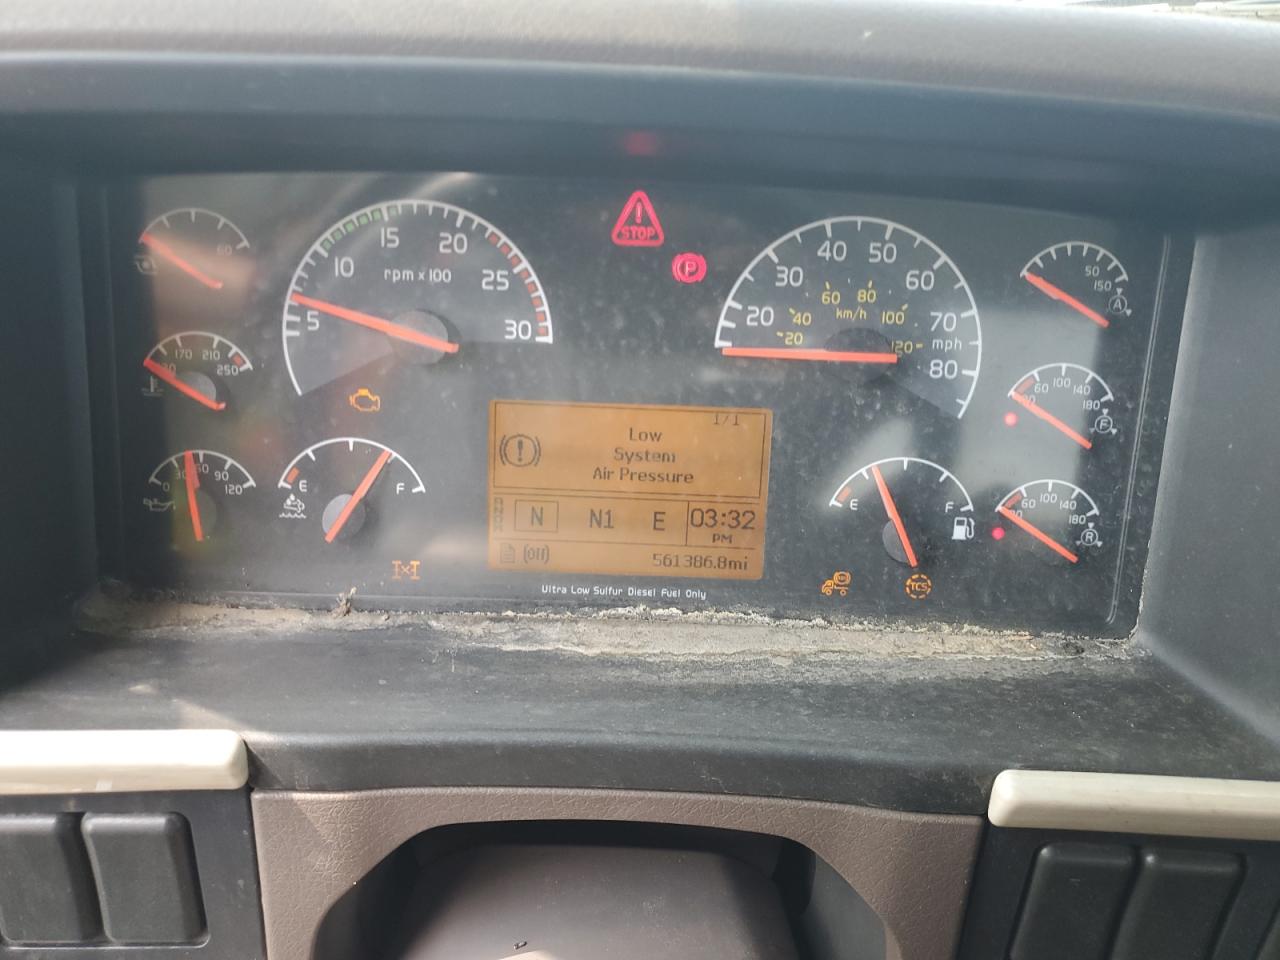 60
170 210
250
0 30 60 90
120
5 10 15 20 25 30
rpm x 100
STOP
P
20 30 40 50 60 70 80
mph
20 40 60 80 100 120
km/h
50
150
A
60 100 140
180
F
60 100 140
180
R
E F
E F
1/1
Low
System
Air Pressure
N N1 E 03:32
PM
561386.8mi
Ultra Low Sulfur Diesel Fuel Only
TCS